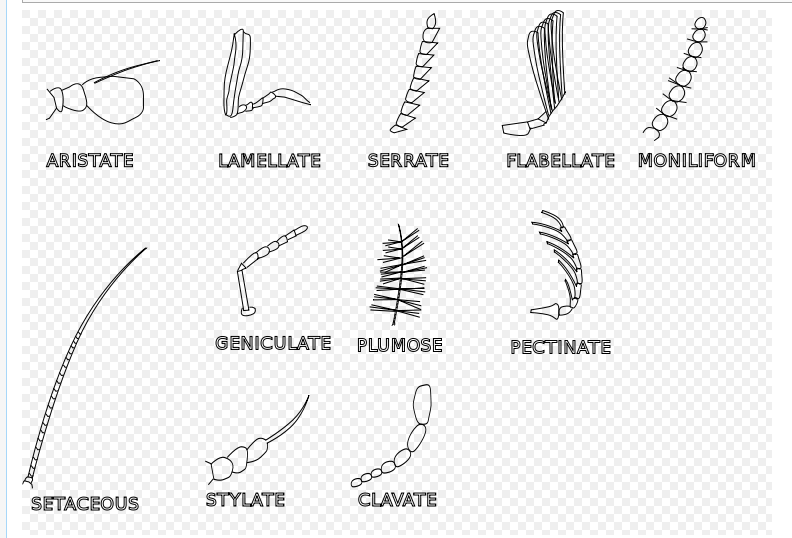 ARISTATE
LAMELLATE
SERRATE
FLABELLATE
MONILIFORM
GENICULATE
PLUMOSE
PECTINATE
SETACEOUS
STYLATE
CLAVATE